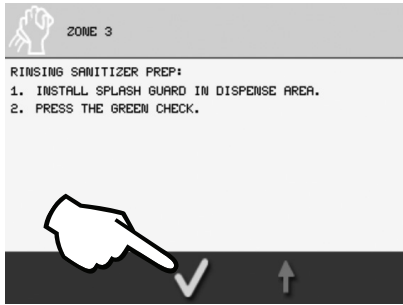 ZONE 3
RINSING SANITIZER PREP:
1. INSTALL SPLASH GUARD IN DISPENSE AREA.
2. PRESS THE GREEN CHECK.